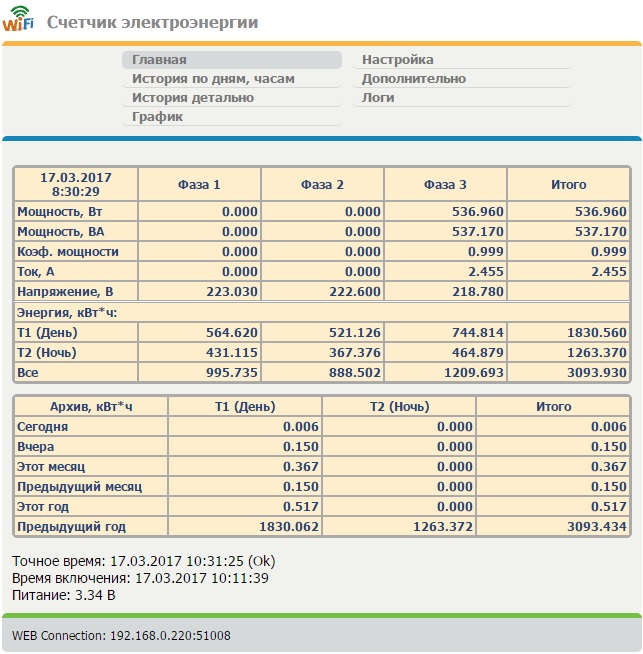 WiFi Счетчик электроэнергии
Главная Настройка
История по дням, часам Дополнительно
История детально Логи
График
17.03.2017 8:30:29 Фаза 1 Фаза 2 Фаза 3 Итого
Мощность, Вт 0.000 0.000 536.960 536.960
Мощность, ВА 0.000 0.000 537.170 537.170
Коэф. мощности 0.000 0.000 0.999 0.999
Ток, А 0.000 0.000 2.455 2.455
Напряжение, В 223.030 222.600 218.780
Энергия, кВт*ч:
Т1 (День) 564.620 521.126 744.814 1830.560
Т2 (Ночь) 431.115 367.376 464.879 1263.370
Все 995.735 888.502 1209.693 3093.930
Архив, кВт*ч Т1 (День) Т2 (Ночь) Итого
Сегодня 0.006 0.000 0.006
Вчера 0.150 0.000 0.150
Этот месяц 0.367 0.000 0.367
Предыдущий месяц 0.150 0.000 0.150
Этот год 0.517 0.000 0.517
Предыдущий год 1830.062 1263.372 3093.434
Точное время: 17.03.2017 10:31:25 (Ok)
Время включения: 17.03.2017 10:11:39
Питание: 3.34 В
WEB Connection: 192.168.0.220:51008